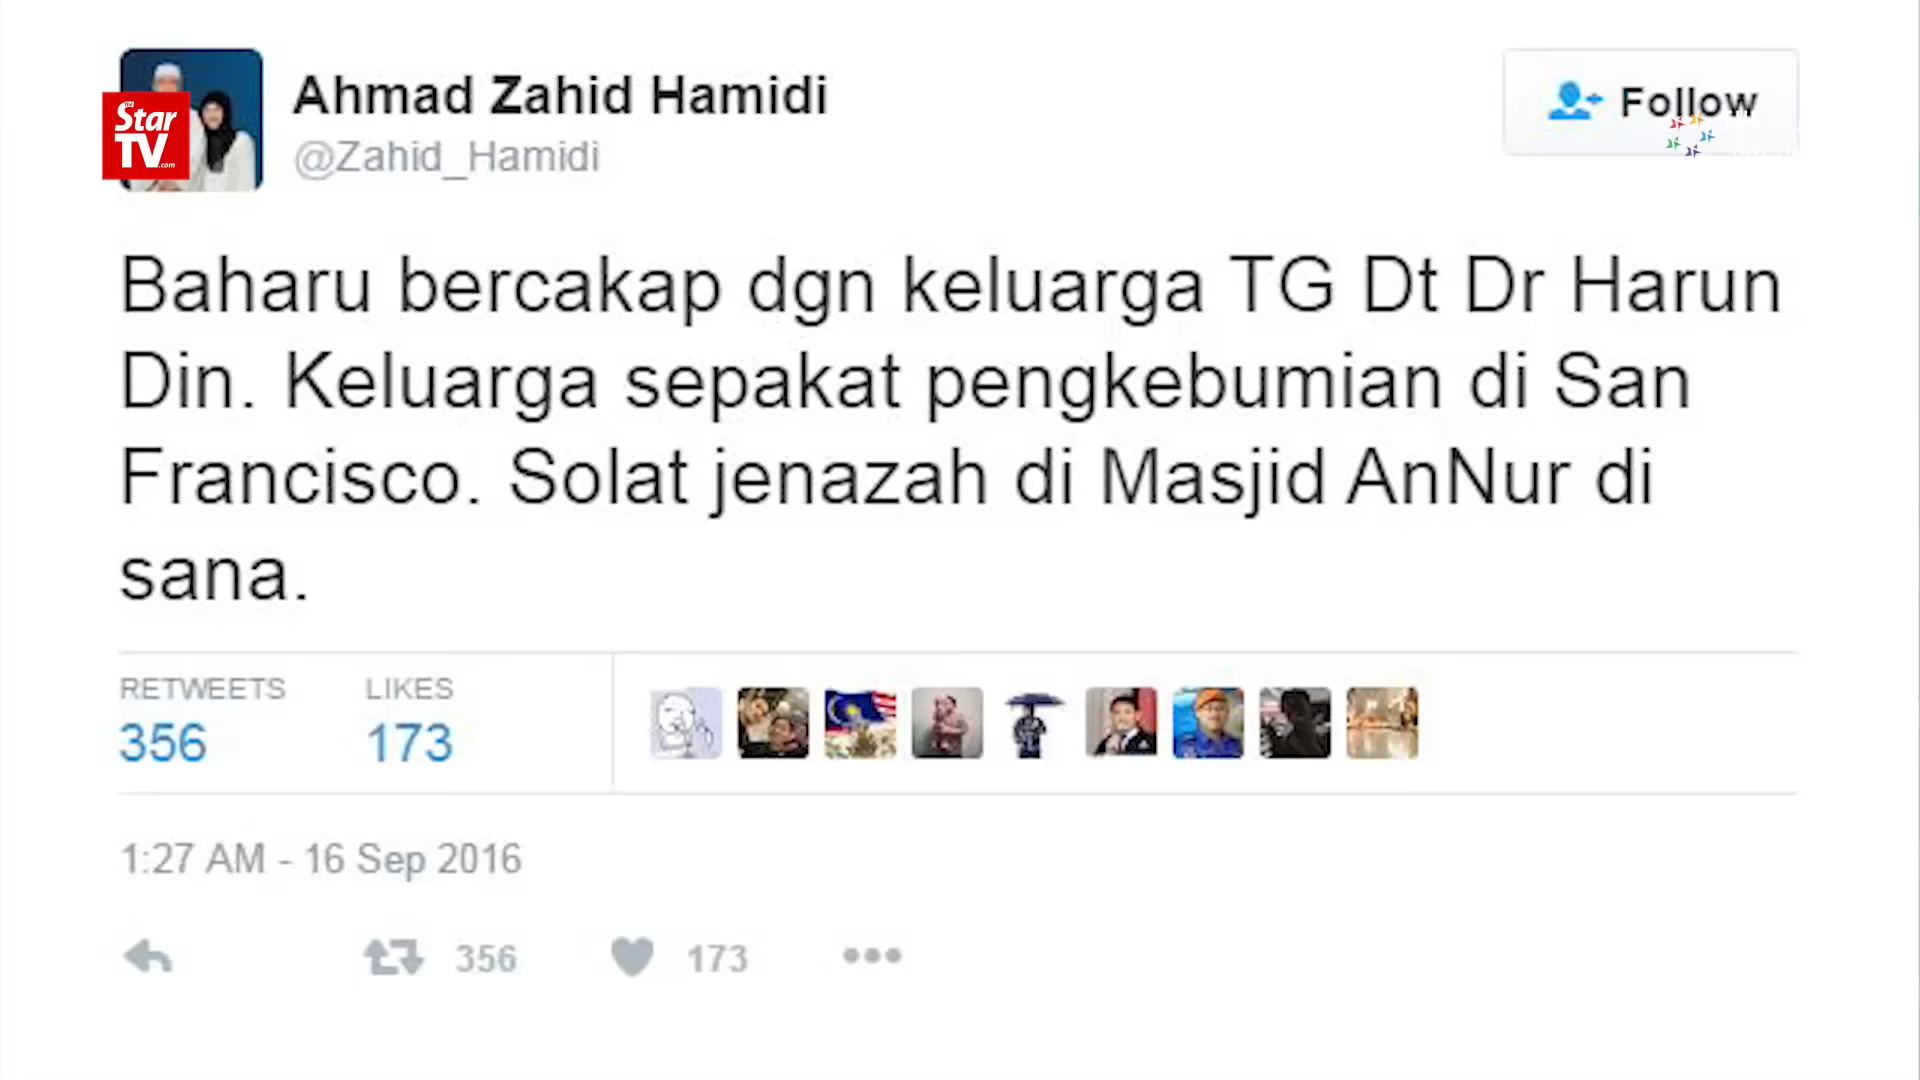 the Star
TV.com
Ahmad Zahid Hamidi
@Zahid_Hamidi
Follow
Baharu bercakap dgn keluarga TG Dt Dr Harun
Din. Keluarga sepakat pengkebumian di San
Francisco. Solat jenazah di Masjid AnNur di
sana.
RETWEETS LIKES
356 173
1:27 AM - 16 Sep 2016
356 173